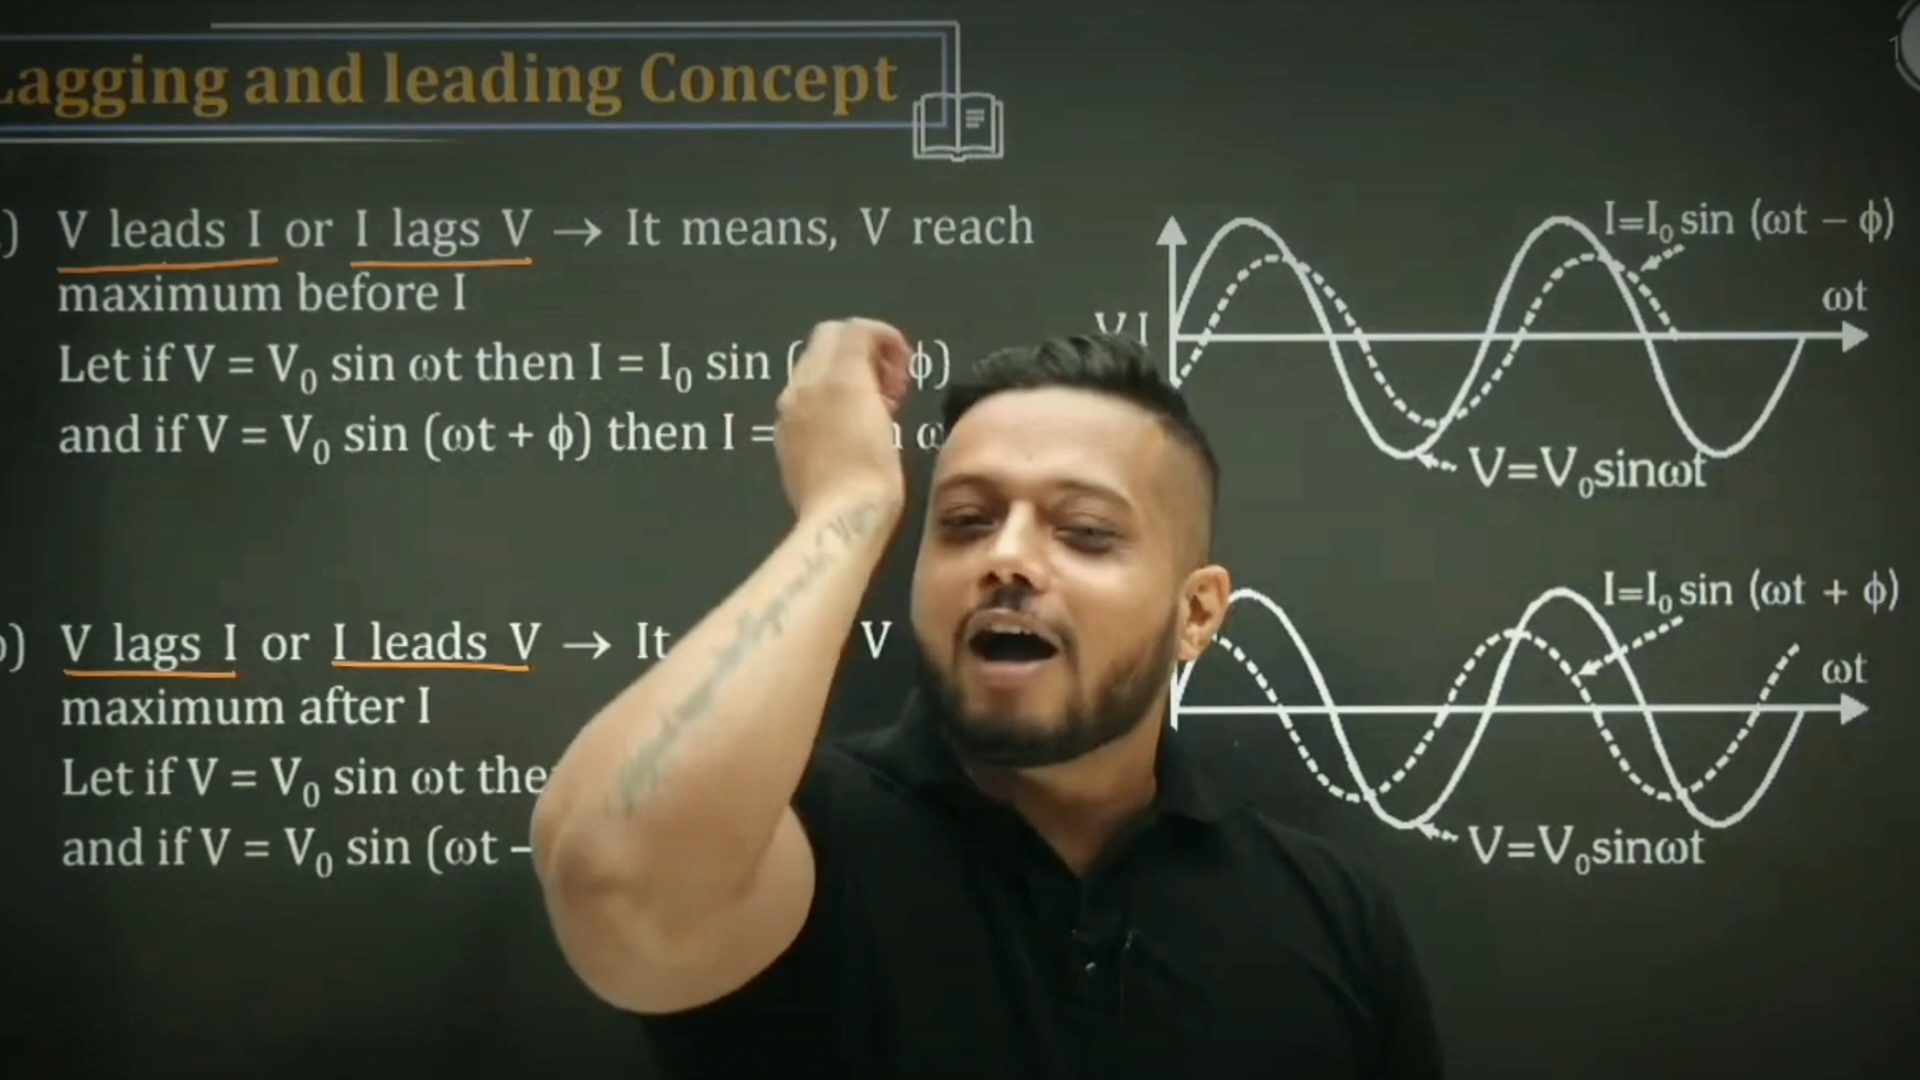 Lagging and leading Concept
V leads I or I lags V → It means, V reach
maximum before I
Let if V = V₀ sin ωt then I = I₀ sin ( ϕ)
and if V = V₀ sin (ωt + ϕ) then I =
V lags I or I leads V → It V
maximum after I
Let if V = V₀ sin ωt
and if V = V₀ sin (ωt –
I=I₀ sin (ωt – ϕ)
ωt
V I
V=V₀sinωt
I=I₀ sin (ωt + ϕ)
ωt
V=V₀sinωt